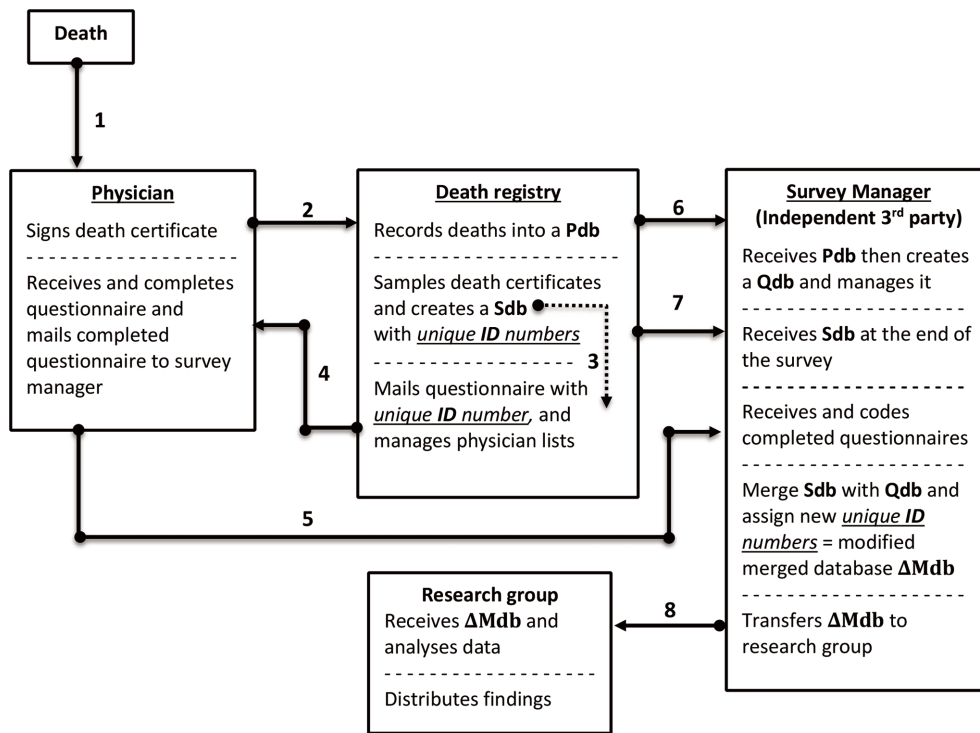 Death
1
Physician
Signs death certificate
Receives and completes
questionnaire and
mails completed
questionnaire to survey
manager
2
4
Death registry
Records deaths into a Pdb
Samples death certificates
and creates a Sdb
with unique ID numbers
3
Mails questionnaire with
unique ID number, and
manages physician lists
6
7
Survey Manager
(Independent 3rd party)
Receives Pdb then creates
a Qdb and manages it
Receives Sdb at the end of
the survey
Receives and codes
completed questionnaires
Merge Sdb with Qdb and
assign new unique ID
numbers = modified
merged database ΔMdb
Transfers ΔMdb to
research group
5
8
Research group
Receives ΔMdb and
analyses data
Distributes findings